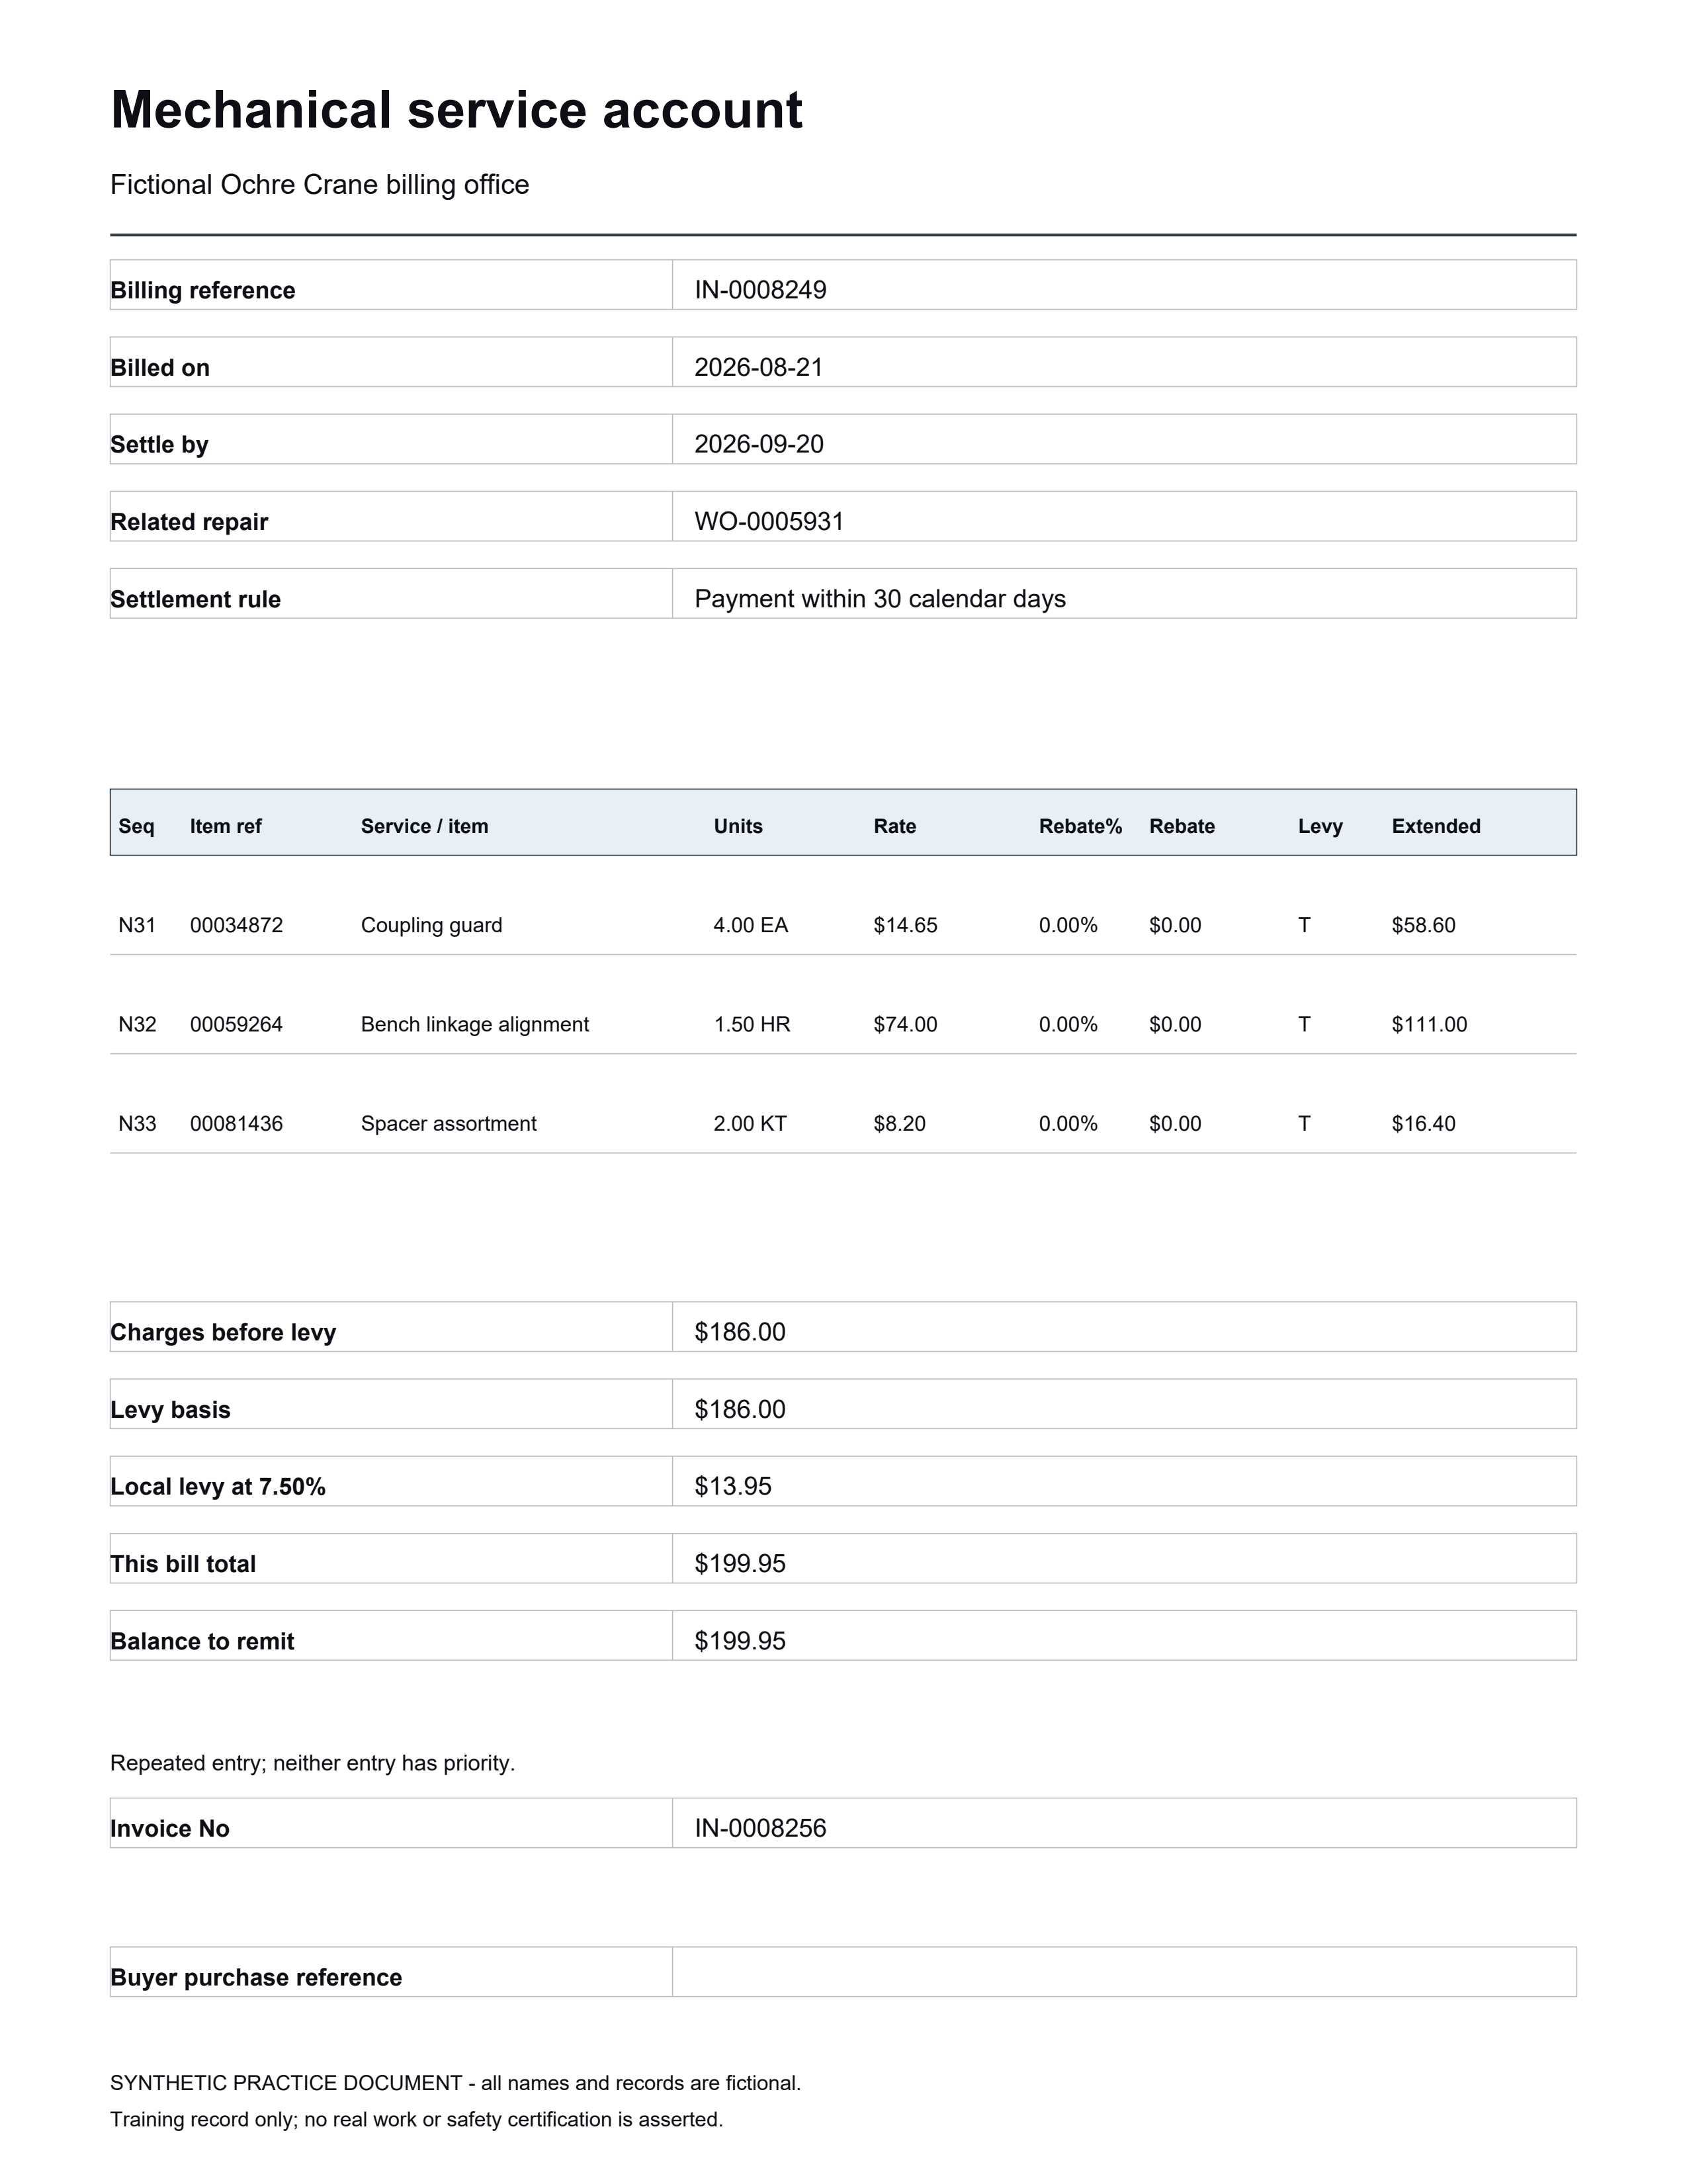 Mechanical service account
Fictional Ochre Crane billing office
Billing reference IN-0008249
Billed on 2026-08-21
Settle by 2026-09-20
Related repair WO-0005931
Settlement rule Payment within 30 calendar days
Seq Item ref Service / item Units Rate Rebate% Rebate Levy Extended
N31 00034872 Coupling guard 4.00 EA $14.65 0.00% $0.00 T $58.60
N32 00059264 Bench linkage alignment 1.50 HR $74.00 0.00% $0.00 T $111.00
N33 00081436 Spacer assortment 2.00 KT $8.20 0.00% $0.00 T $16.40
Charges before levy $186.00
Levy basis $186.00
Local levy at 7.50% $13.95
This bill total $199.95
Balance to remit $199.95
Repeated entry; neither entry has priority.
Invoice No IN-0008256
Buyer purchase reference
SYNTHETIC PRACTICE DOCUMENT - all names and records are fictional.
Training record only; no real work or safety certification is asserted.